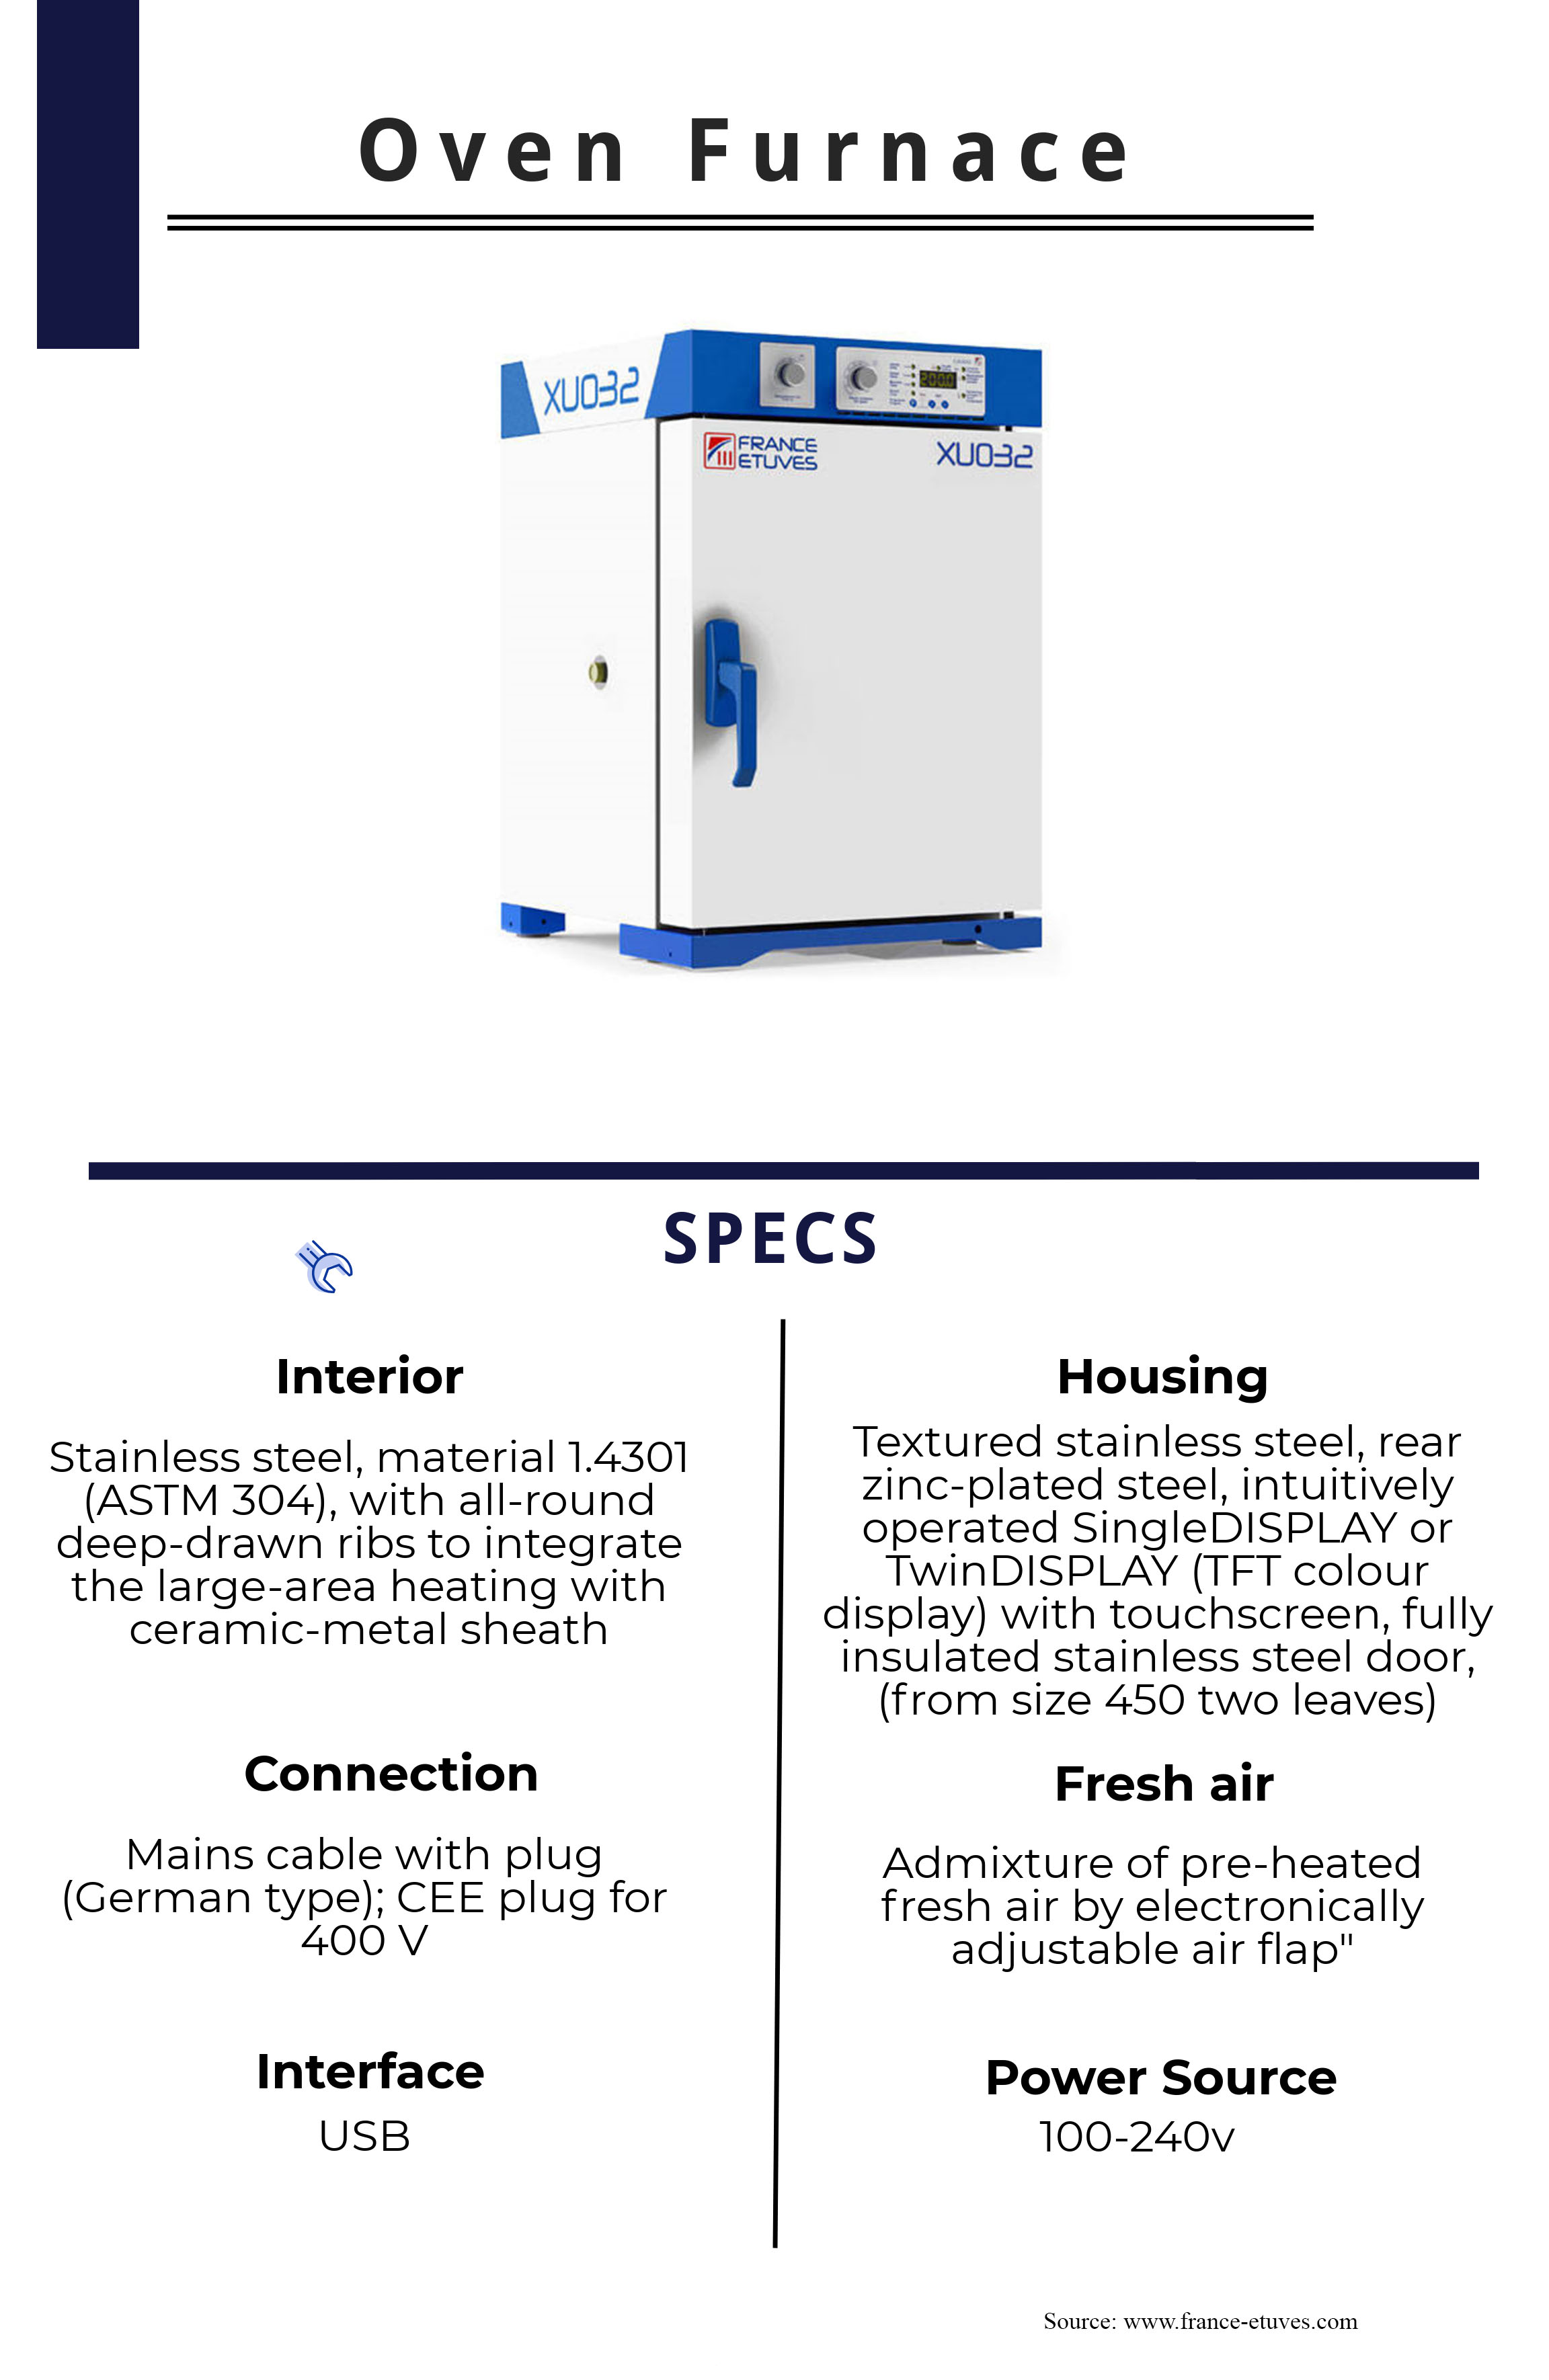 Oven Furnace
XU032
200.0
FRANCE
ETUVES
XU032
SPECS
Interior
Stainless steel, material 1.4301
(ASTM 304), with all-round
deep-drawn ribs to integrate
the large-area heating with
ceramic-metal sheath
Connection
Mains cable with plug
(German type); CEE plug for
400 V
Interface
USB
Housing
Textured stainless steel, rear
zinc-plated steel, intuitively
operated SingleDISPLAY or
TwinDISPLAY (TFT colour
display) with touchscreen, fully
insulated stainless steel door,
(from size 450 two leaves)
Fresh air
Admixture of pre-heated
fresh air by electronically
adjustable air flap"
Power Source
100-240v
Source: www.france-etuves.com